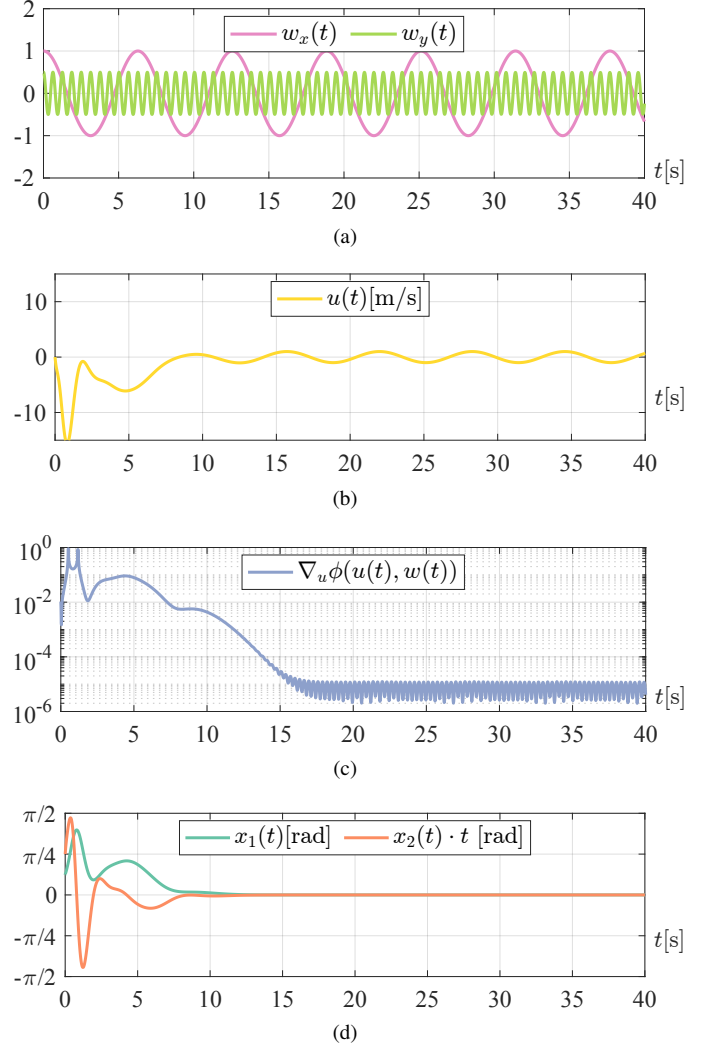 w_x(t) w_y(t)
2
1
0
-1
-2
t[s]
0 5 10 15 20 25 30 35 40
(a)
u(t)[m/s]
10
0
-10
t[s]
0 5 10 15 20 25 30 35 40
(b)
∇_uϕ(u(t), w(t))
10^0
10^-2
10^-4
10^-6
t[s]
0 5 10 15 20 25 30 35 40
(c)
x_1(t)[rad] x_2(t) · t [rad]
π/2
π/4
0
-π/4
-π/2
t[s]
0 5 10 15 20 25 30 35 40
(d)